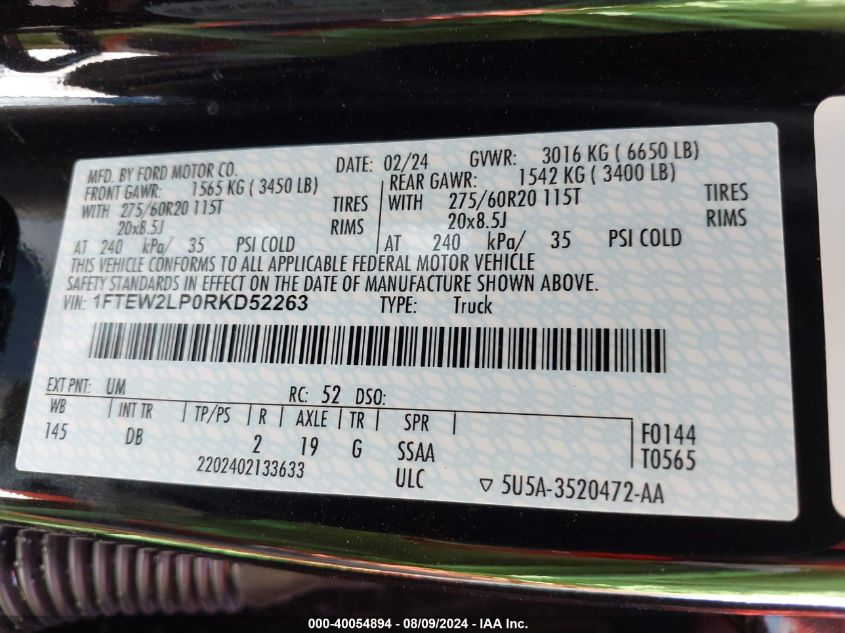 MFD. BY FORD MOTOR CO. DATE: 02/24 GVWR: 3016 KG ( 6650 LB)
FRONT GAWR: 1565 KG ( 3450 LB) REAR GAWR: 1542 KG ( 3400 LB)
WITH 275/60R20 115T TIRES WITH 275/60R20 115T TIRES
20x8.5J RIMS 20x8.5J RIMS
AT 240 kPa/ 35 PSI COLD AT 240 kPa/ 35 PSI COLD
THIS VEHICLE CONFORMS TO ALL APPLICABLE FEDERAL MOTOR VEHICLE
SAFETY STANDARDS IN EFFECT ON THE DATE OF MANUFACTURE SHOWN ABOVE.
VIN: 1FTEW2LP0RKD52263 TYPE: Truck
EXT PNT: UM RC: 52 DSO:
WB INT TR TP/PS R AXLE TR SPR
145 DB 2 19 G SSAA F0144
2202402133633 ULC T0565
▽ 5U5A-3520472-AA
000-40054894 - 08/09/2024 - IAA Inc.